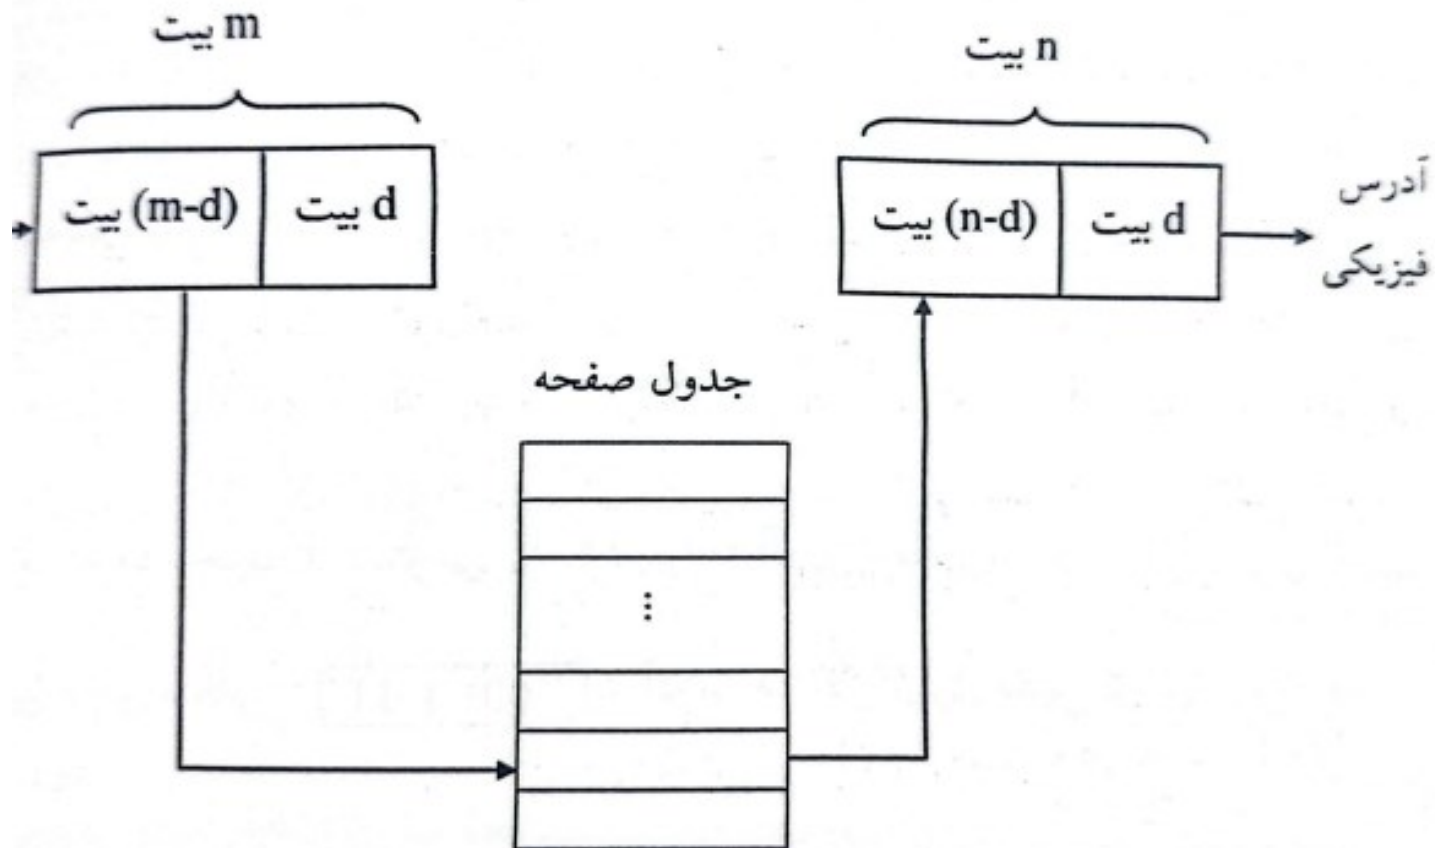 m بیت
n بیت
(m-d) بیت
d بیت
(n-d) بیت
d بیت
آدرس
فیزیکی
جدول صفحه
⋮